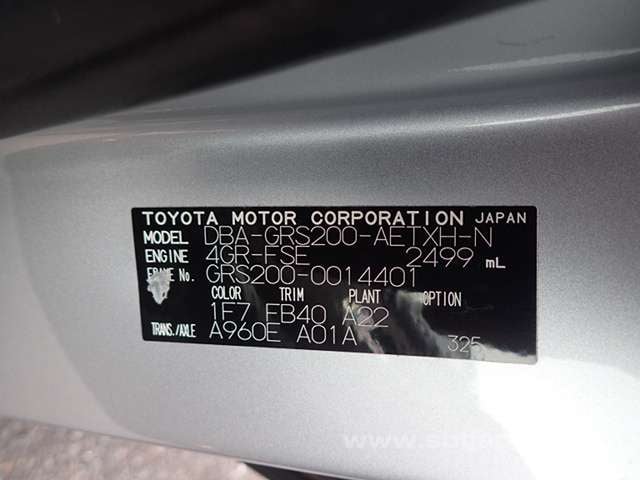 TOYOTA MOTOR CORPORATION JAPAN
MODEL DBA-GRS200-AETXH-N
ENGINE 4GR-FSE 2499 mL
FRAME No. GRS200-0014401
COLOR TRIM PLANT OPTION
1F7 FB40 A22
TRANS./AXLE A960E A01A 325